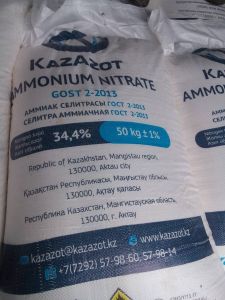 KAZAZOT
AMMONIUM NITRATE
GOST 2-2013
АММИАК СЕЛИТРАСЫ ГОСТ 2-2013
СЕЛИТРА АММИАЧНАЯ ГОСТ 2-2013
34,4%
50 kg ± 1%
Republic of Kazakhstan, Mangistau region,
130000, Aktau city
Қазақстан Республикасы, Маңғыстау облысы,
130000, Ақтау қаласы
Республика Казахстан, Мангистауская область,
130000, г. Актау
kazazot@kazazot.kz
www.kazazot.kz
+7(7292) 57-98-60, 57-98-14
K
AMMO